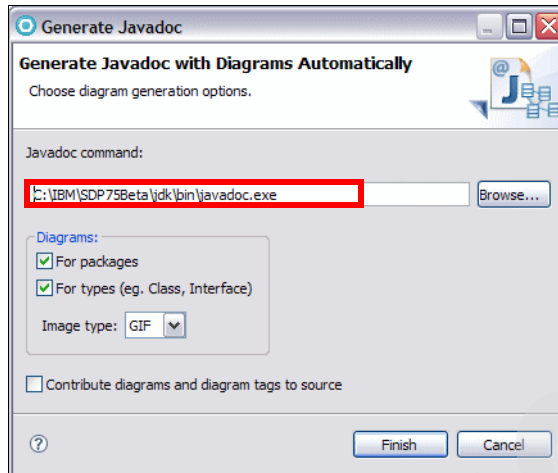 Generate Javadoc
Generate Javadoc with Diagrams Automatically
Choose diagram generation options.
Javadoc command:
C:\IBM\SDP75Beta\jdk\bin\javadoc.exe
Browse...
Diagrams:
For packages
For types (eg. Class, Interface)
Image type: GIF
Contribute diagrams and diagram tags to source
Finish Cancel